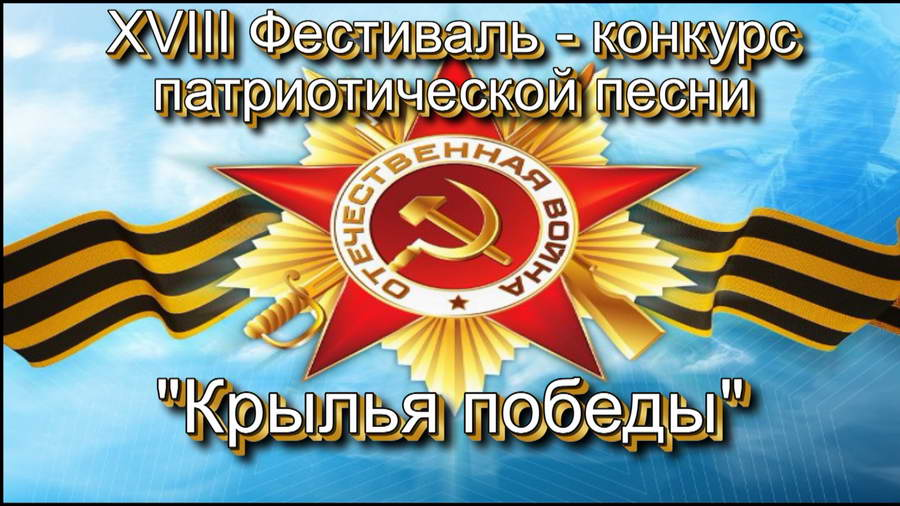 XVIII Фестиваль - конкурс
патриотической песни
ОТЕЧЕСТВЕННАЯ ВОЙНА
"Крылья победы"